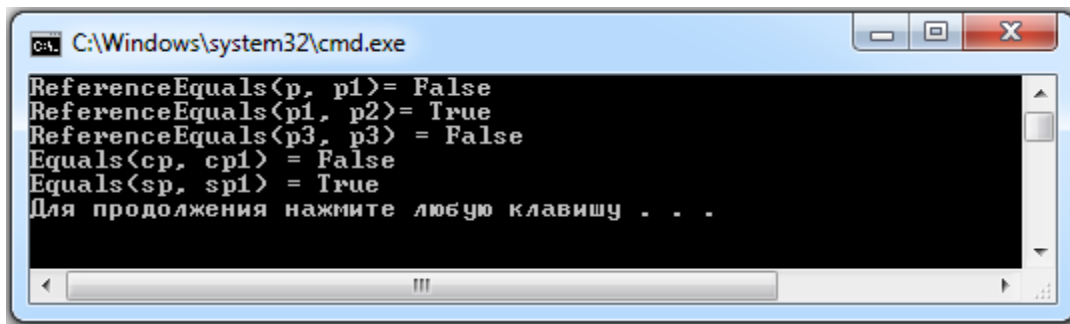 C:\Windows\system32\cmd.exe
ReferenceEquals(p, p1)= False
ReferenceEquals(p1, p2)= True
ReferenceEquals(p3, p3) = False
Equals(cp, cp1) = False
Equals(sp, sp1) = True
Для продолжения нажмите любую клавишу . . .